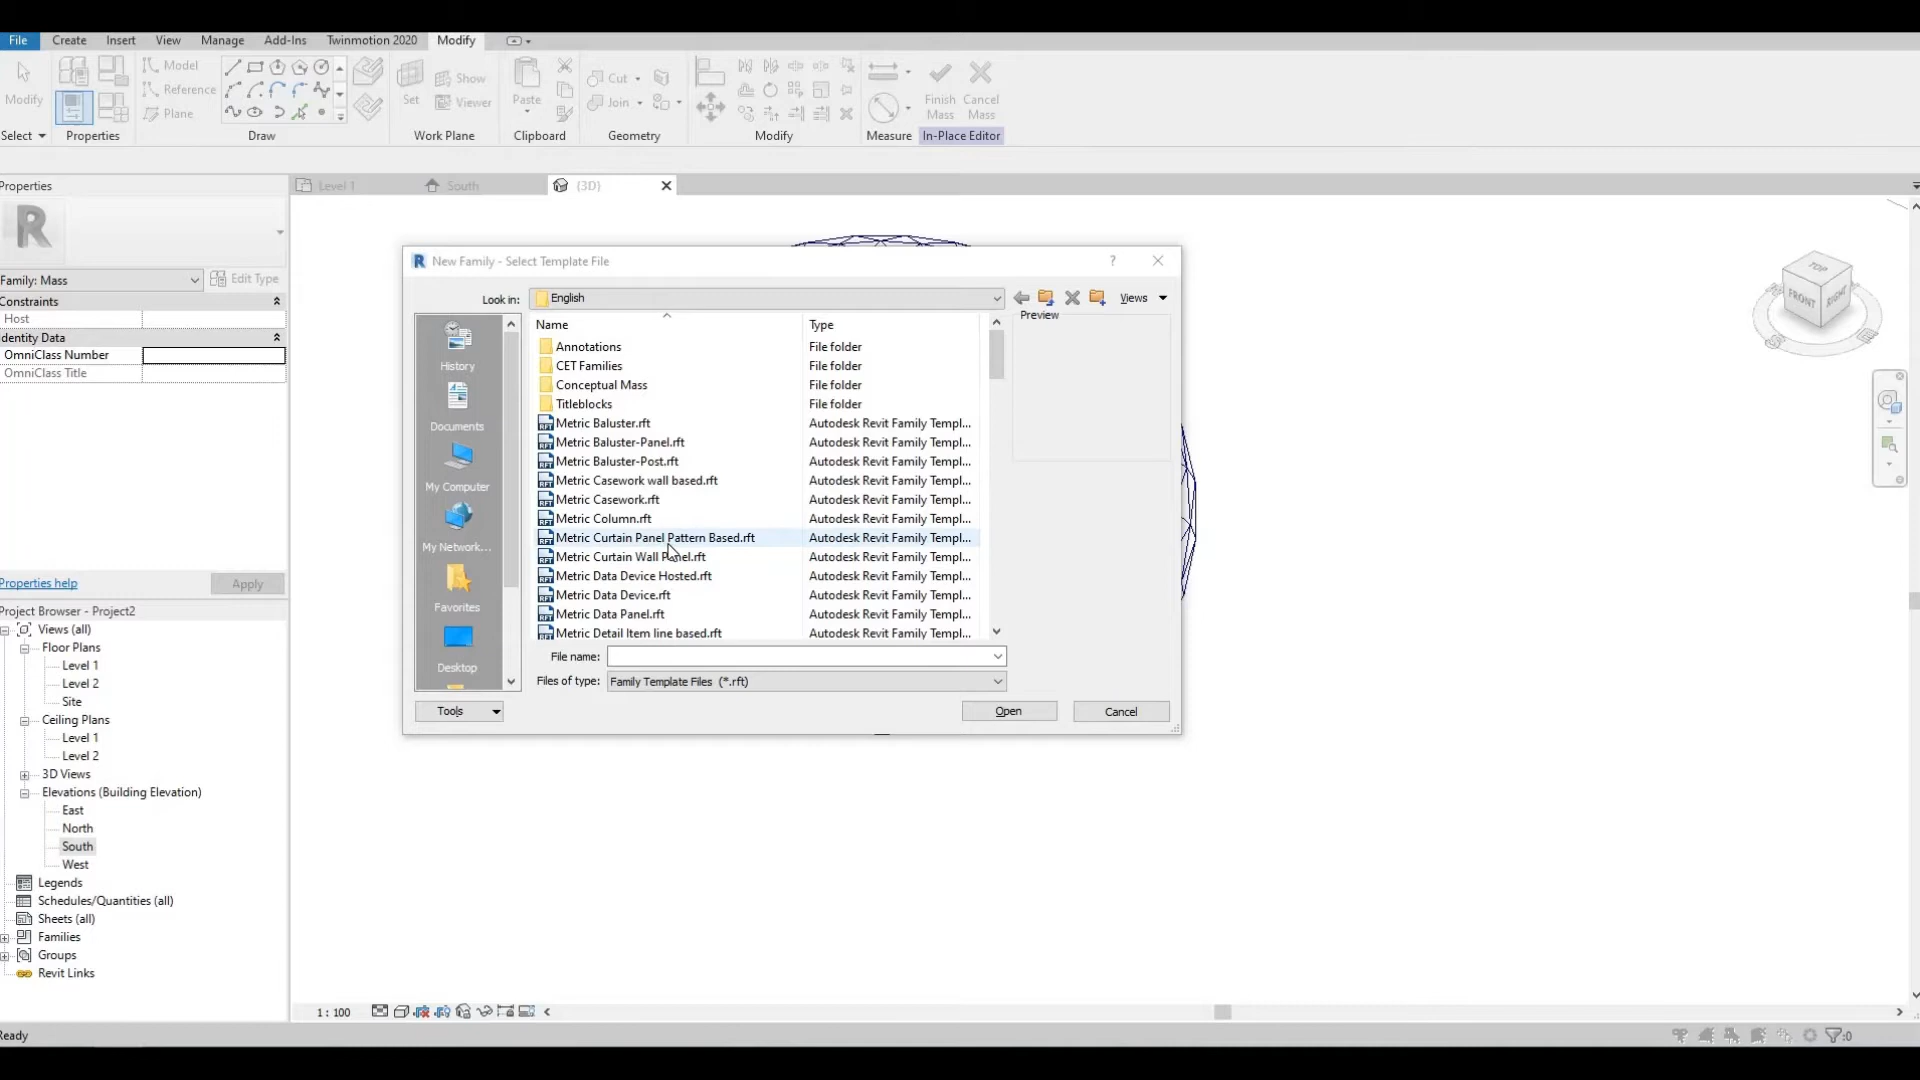 File Create Insert View Manage Add-Ins Twinmotion 2020 Modify
Modify
Select
Properties
Model
Reference
Plane
Draw
Set
Show
Viewer
Work Plane
Paste
Clipboard
Cut
Join
Geometry
Modify
Measure
Finish Mass
Cancel Mass
In-Place Editor
Properties
R
Family: Mass
Edit Type
Constraints
Host
Identity Data
OmniClass Number
OmniClass Title
Properties help
Apply
Project Browser - Project2
Views (all)
Floor Plans
Level 1
Level 2
Site
Ceiling Plans
Level 1
Level 2
3D Views
Elevations (Building Elevation)
East
North
South
West
Legends
Schedules/Quantities (all)
Sheets (all)
Families
Groups
Revit Links
Ready
Level 1
South
{3D}
New Family - Select Template File
?
Look in: English
Views
Preview
History
Documents
My Computer
My Network...
Favorites
Desktop
Name Type
Annotations File folder
CET Families File folder
Conceptual Mass File folder
Titleblocks File folder
Metric Baluster.rft Autodesk Revit Family Templ...
Metric Baluster-Panel.rft Autodesk Revit Family Templ...
Metric Baluster-Post.rft Autodesk Revit Family Templ...
Metric Casework wall based.rft Autodesk Revit Family Templ...
Metric Casework.rft Autodesk Revit Family Templ...
Metric Column.rft Autodesk Revit Family Templ...
Metric Curtain Panel Pattern Based.rft Autodesk Revit Family Templ...
Metric Curtain Wall Panel.rft Autodesk Revit Family Templ...
Metric Data Device Hosted.rft Autodesk Revit Family Templ...
Metric Data Device.rft Autodesk Revit Family Templ...
Metric Data Panel.rft Autodesk Revit Family Templ...
Metric Detail Item line based.rft Autodesk Revit Family Templ...
File name:
Files of type: Family Template Files (*.rft)
Tools
Open
Cancel
TOP
FRONT
RIGHT
1 : 100
:0